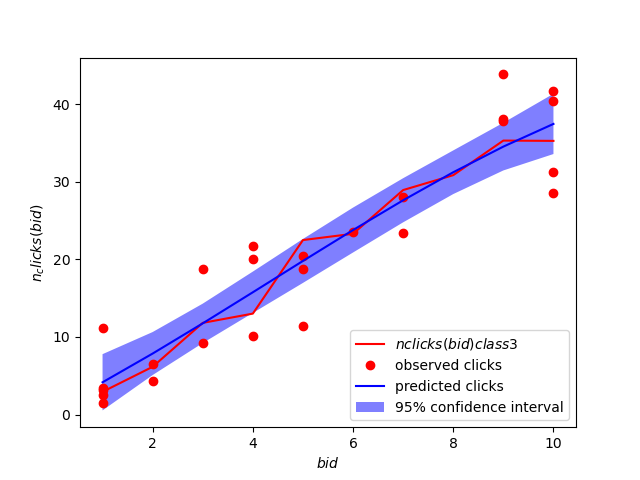 40
30
20
10
0
n_clicks(bid)
nclicks(bid)class3
observed clicks
predicted clicks
95% confidence interval
2 4 6 8 10
bid